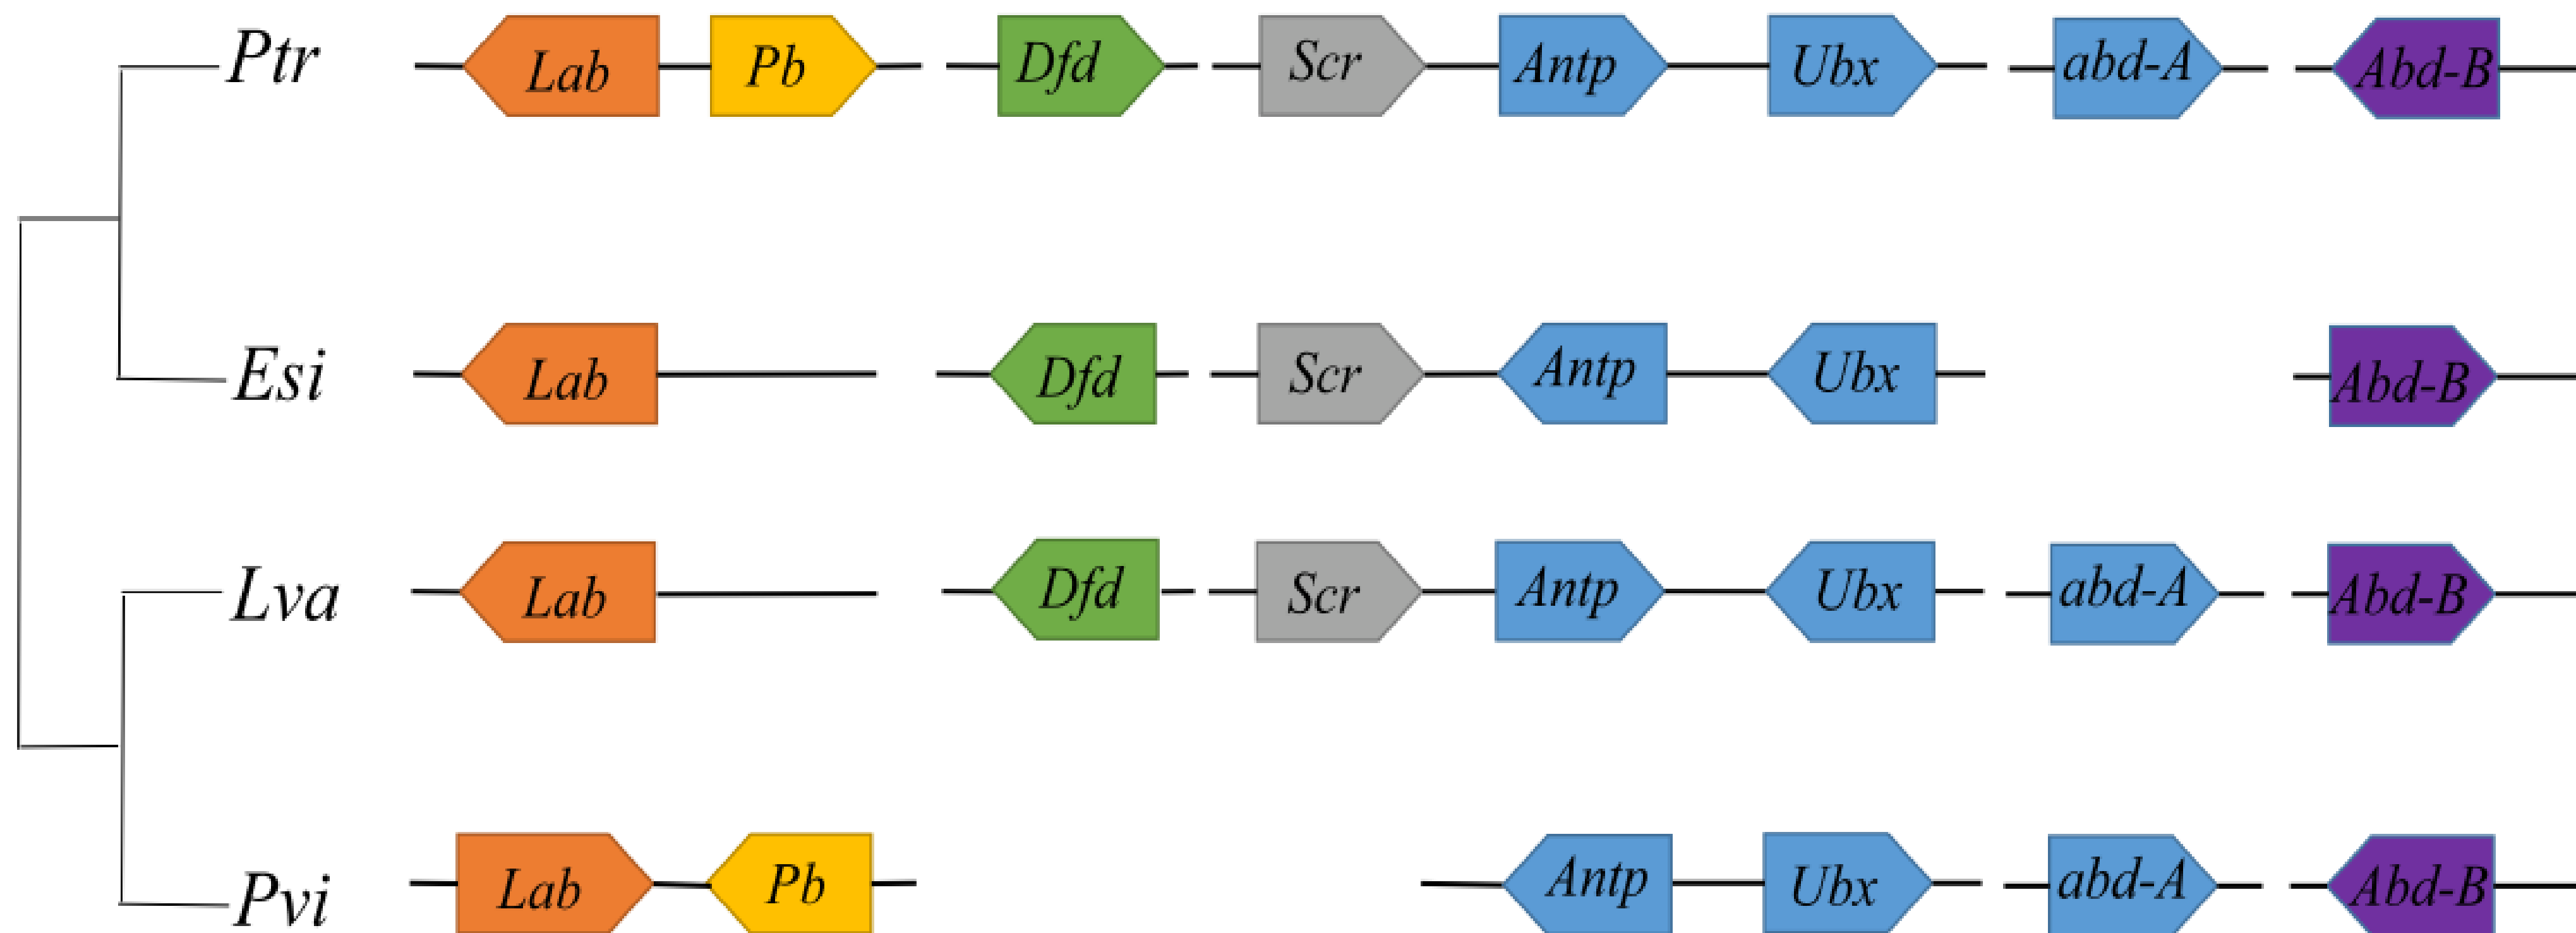 Ptr Lab Pb Dfd Scr Antp Ubx abd-A Abd-B
Esi Lab Dfd Scr Antp Ubx Abd-B
Lva Lab Dfd Scr Antp Ubx abd-A Abd-B
Pvi Lab Pb Antp Ubx abd-A Abd-B